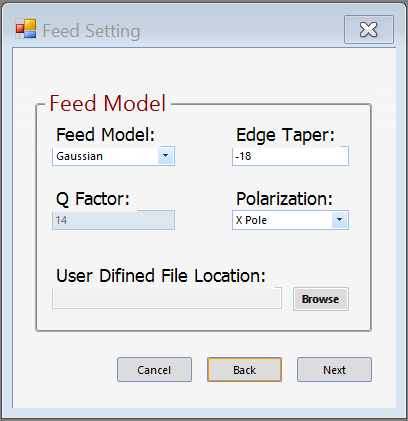 Feed Setting
Feed Model
Feed Model: Edge Taper:
Gaussian -18
Q Factor: Polarization:
14 X Pole
User Difined File Location:
Browse
Cancel Back Next